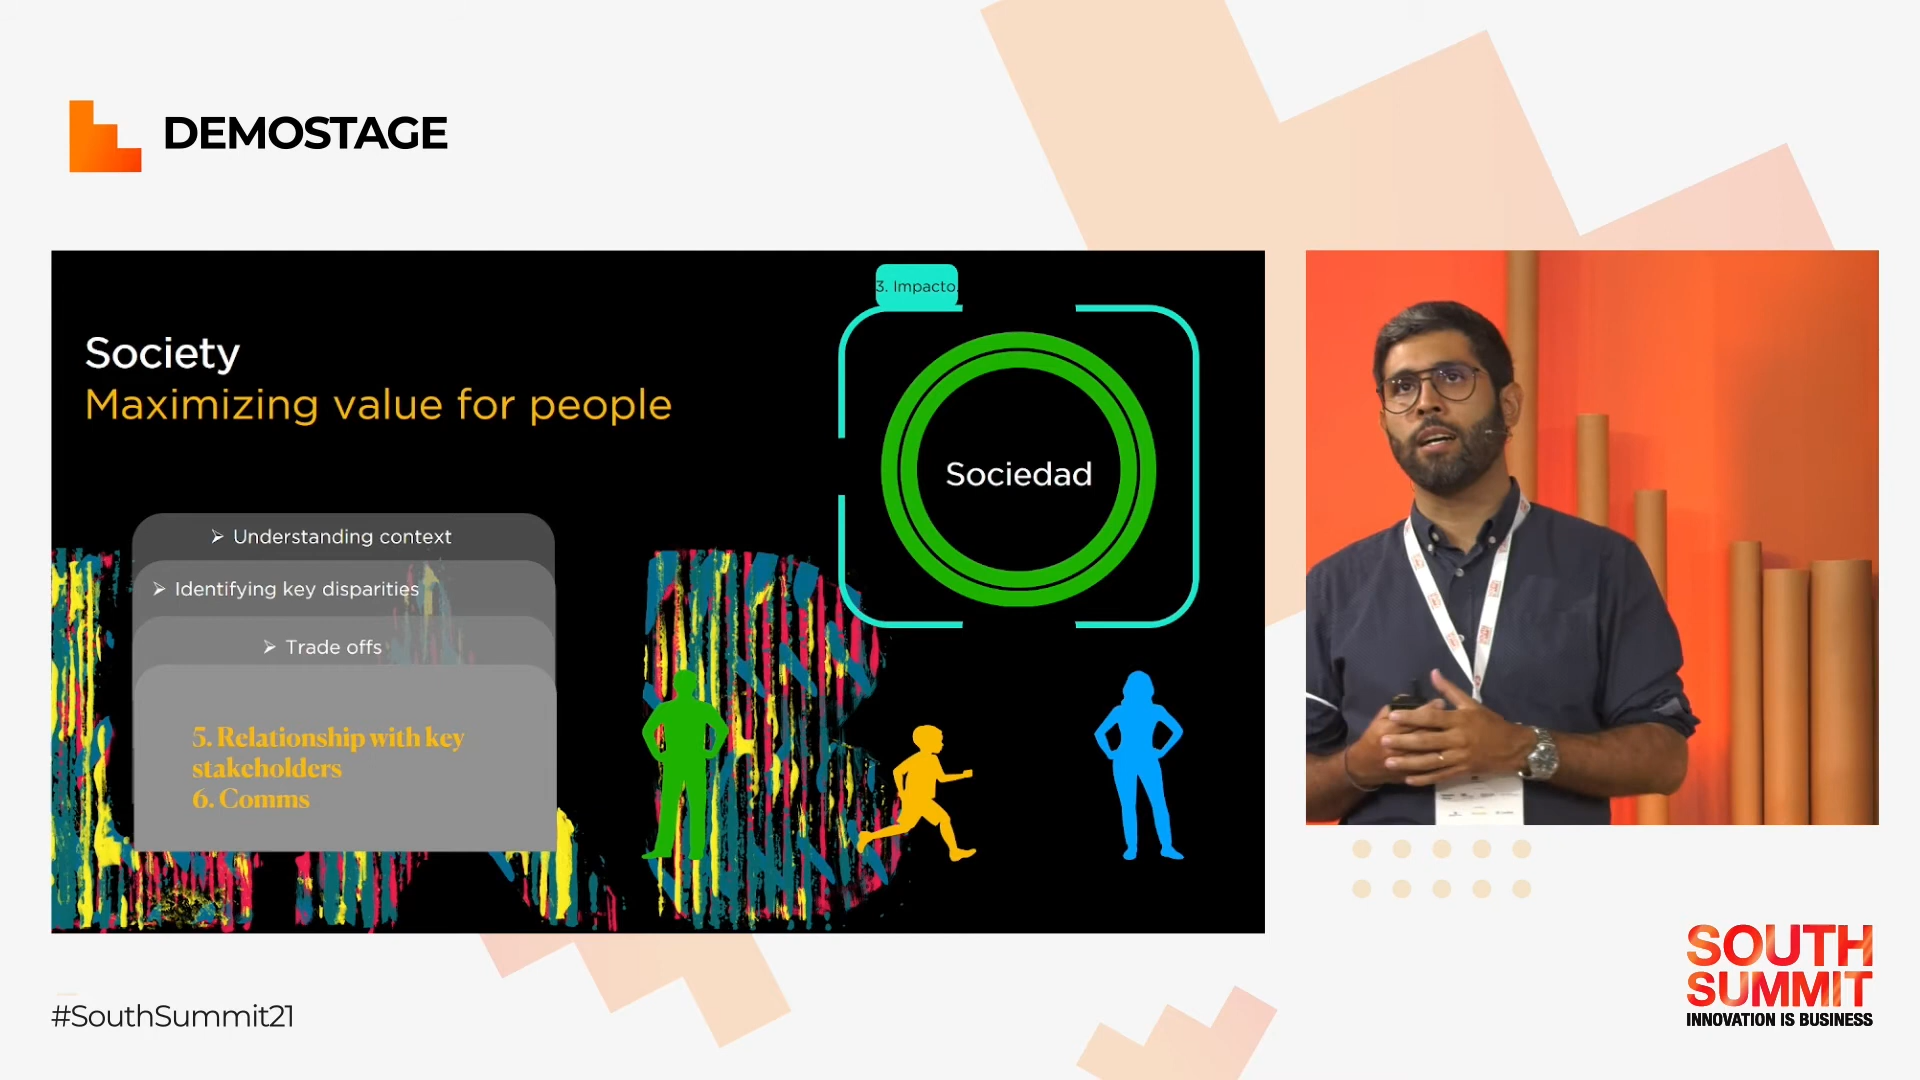 DEMOSTAGE
3. Impacto.
Society
Maximizing value for people
Sociedad
➢ Understanding context
➢ Identifying key disparities
➢ Trade offs
5. Relationship with key
stakeholders
6. Comms
#SouthSummit21
SOUTH
SUMMIT
INNOVATION IS BUSINESS